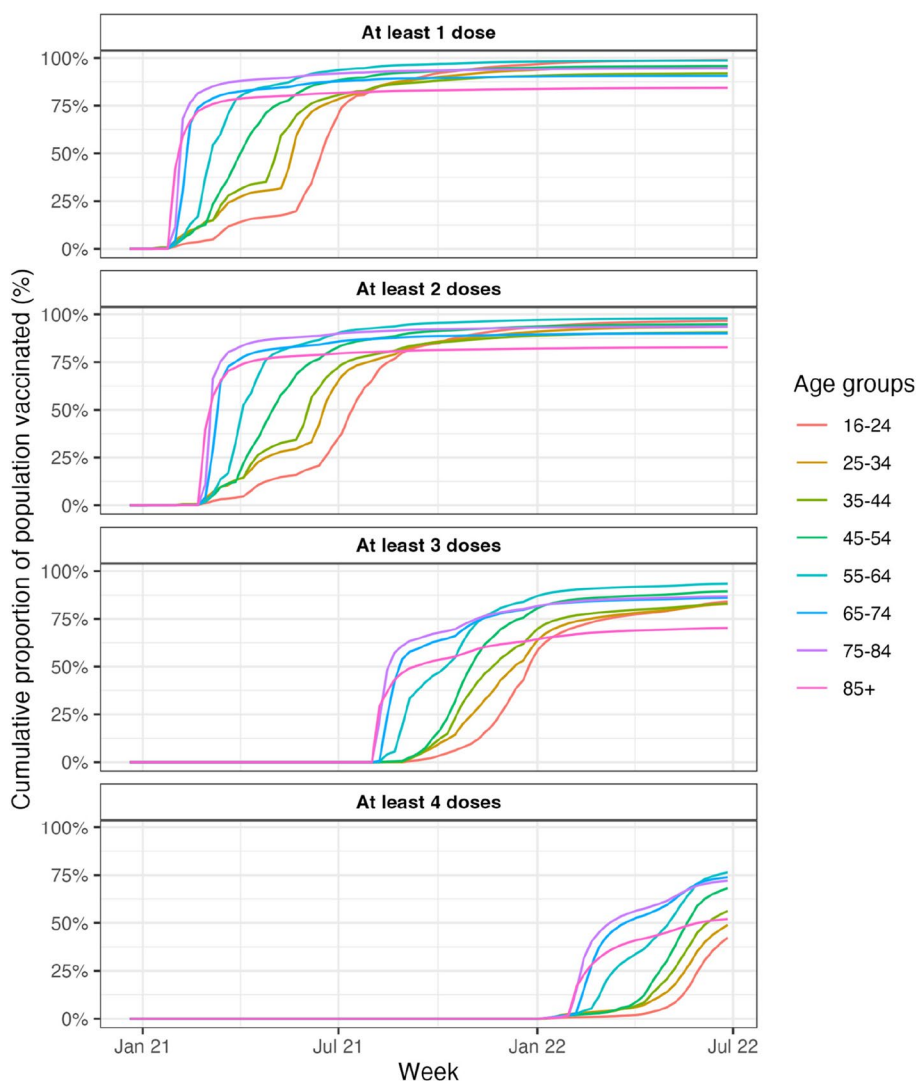 At least 1 dose
100%
75%
50%
25%
0%
At least 2 doses
100%
75%
50%
25%
0%
At least 3 doses
100%
75%
50%
25%
0%
At least 4 doses
100%
75%
50%
25%
0%
Jan 21
Jul 21
Jan 22
Jul 22
Week
Cumulative proportion of population vaccinated (%)
Age groups
16-24
25-34
35-44
45-54
55-64
65-74
75-84
85+